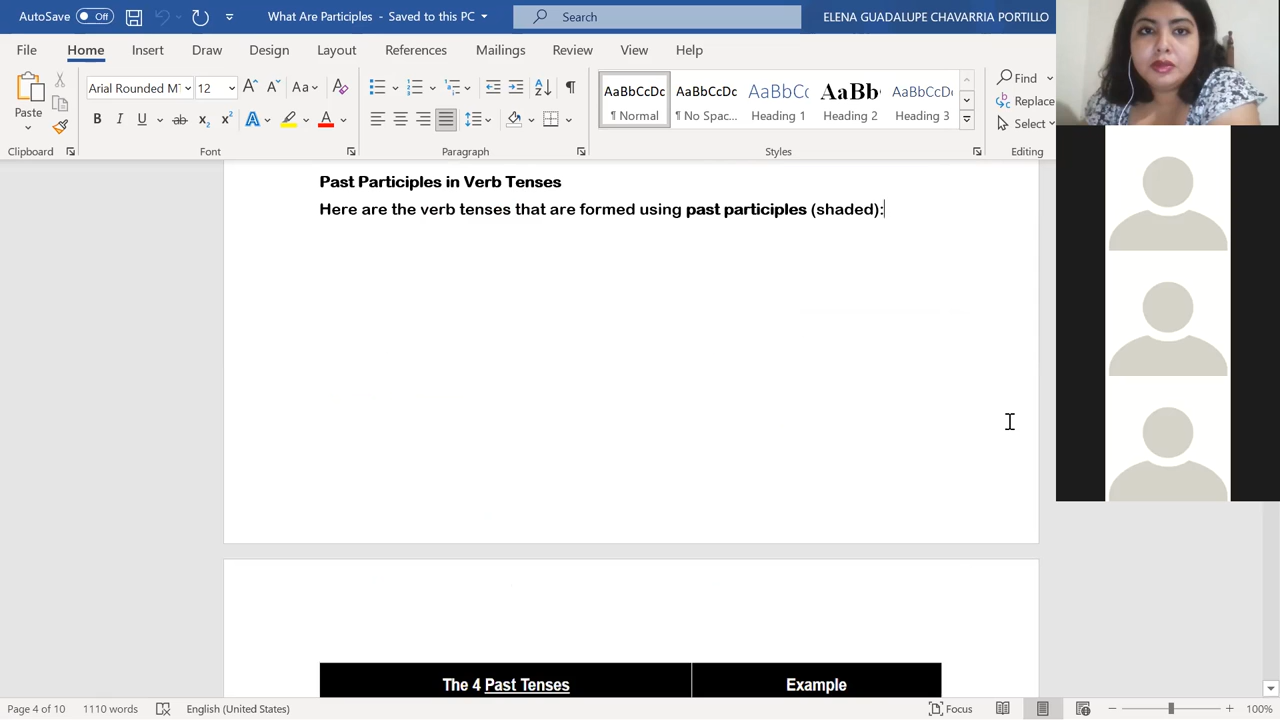 AutoSave Off What Are Participles - Saved to this PC Search ELENA GUADALUPE CHAVARRIA PORTILLO
File Home Insert Draw Design Layout References Mailings Review View Help
Arial Rounded M 12 Aa AaBbCcDc AaBbCcDc AaBbCc AaBb AaBbCcD Find
Paste Normal No Spac... Heading 1 Heading 2 Heading 3 Replace
Select
Clipboard Font Paragraph Styles Editing
Past Participles in Verb Tenses
Here are the verb tenses that are formed using past participles (shaded):
The 4 Past Tenses Example
Page 4 of 10 1110 words English (United States) Focus 100%